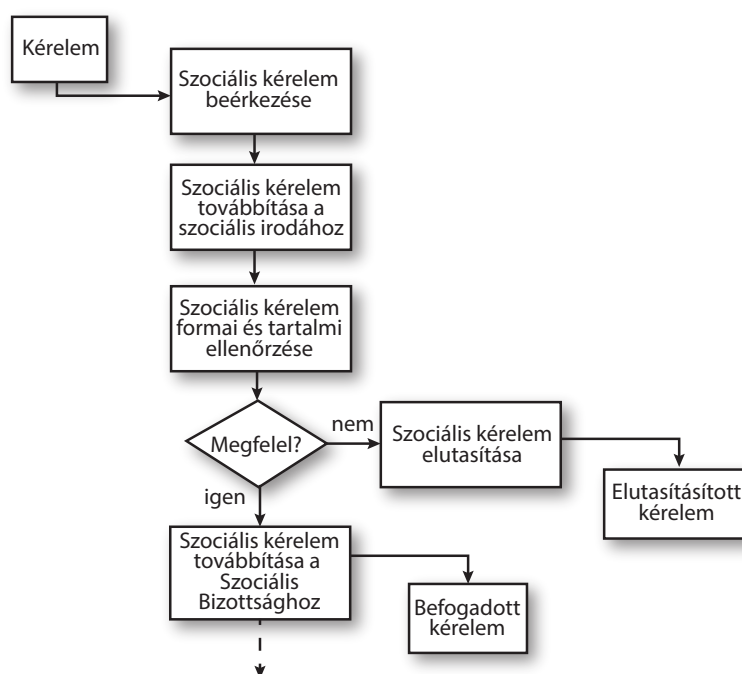 Kérelem
Szociális kérelem
beérkezése
Szociális kérelem
továbbítása a
szociális irodához
Szociális kérelem
formai és tartalmi
ellenőrzése
Megfelel?
nem
Szociális kérelem
elutasítása
Elutasításított
kérelem
igen
Szociális kérelem
továbbítása a
Szociális
Bizottsághoz
Befogadott
kérelem